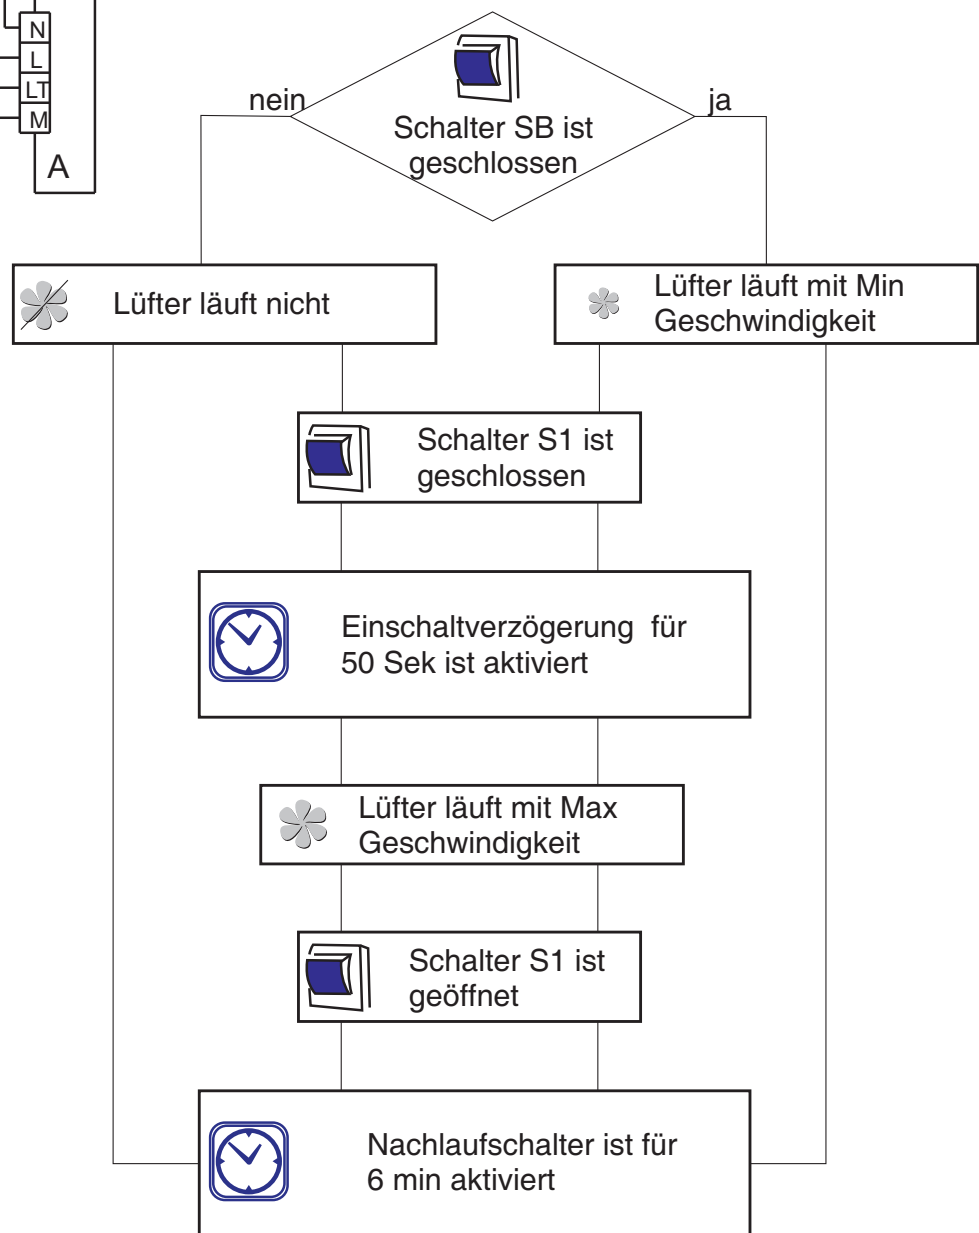 N
L
LT
M
A
nein
ja
Schalter SB ist
geschlossen
Lüfter läuft nicht
Lüfter läuft mit Min
Geschwindigkeit
Schalter S1 ist
geschlossen
Einschaltverzögerung für
50 Sek ist aktiviert
Lüfter läuft mit Max
Geschwindigkeit
Schalter S1 ist
geöffnet
Nachlaufschalter ist für
6 min aktiviert